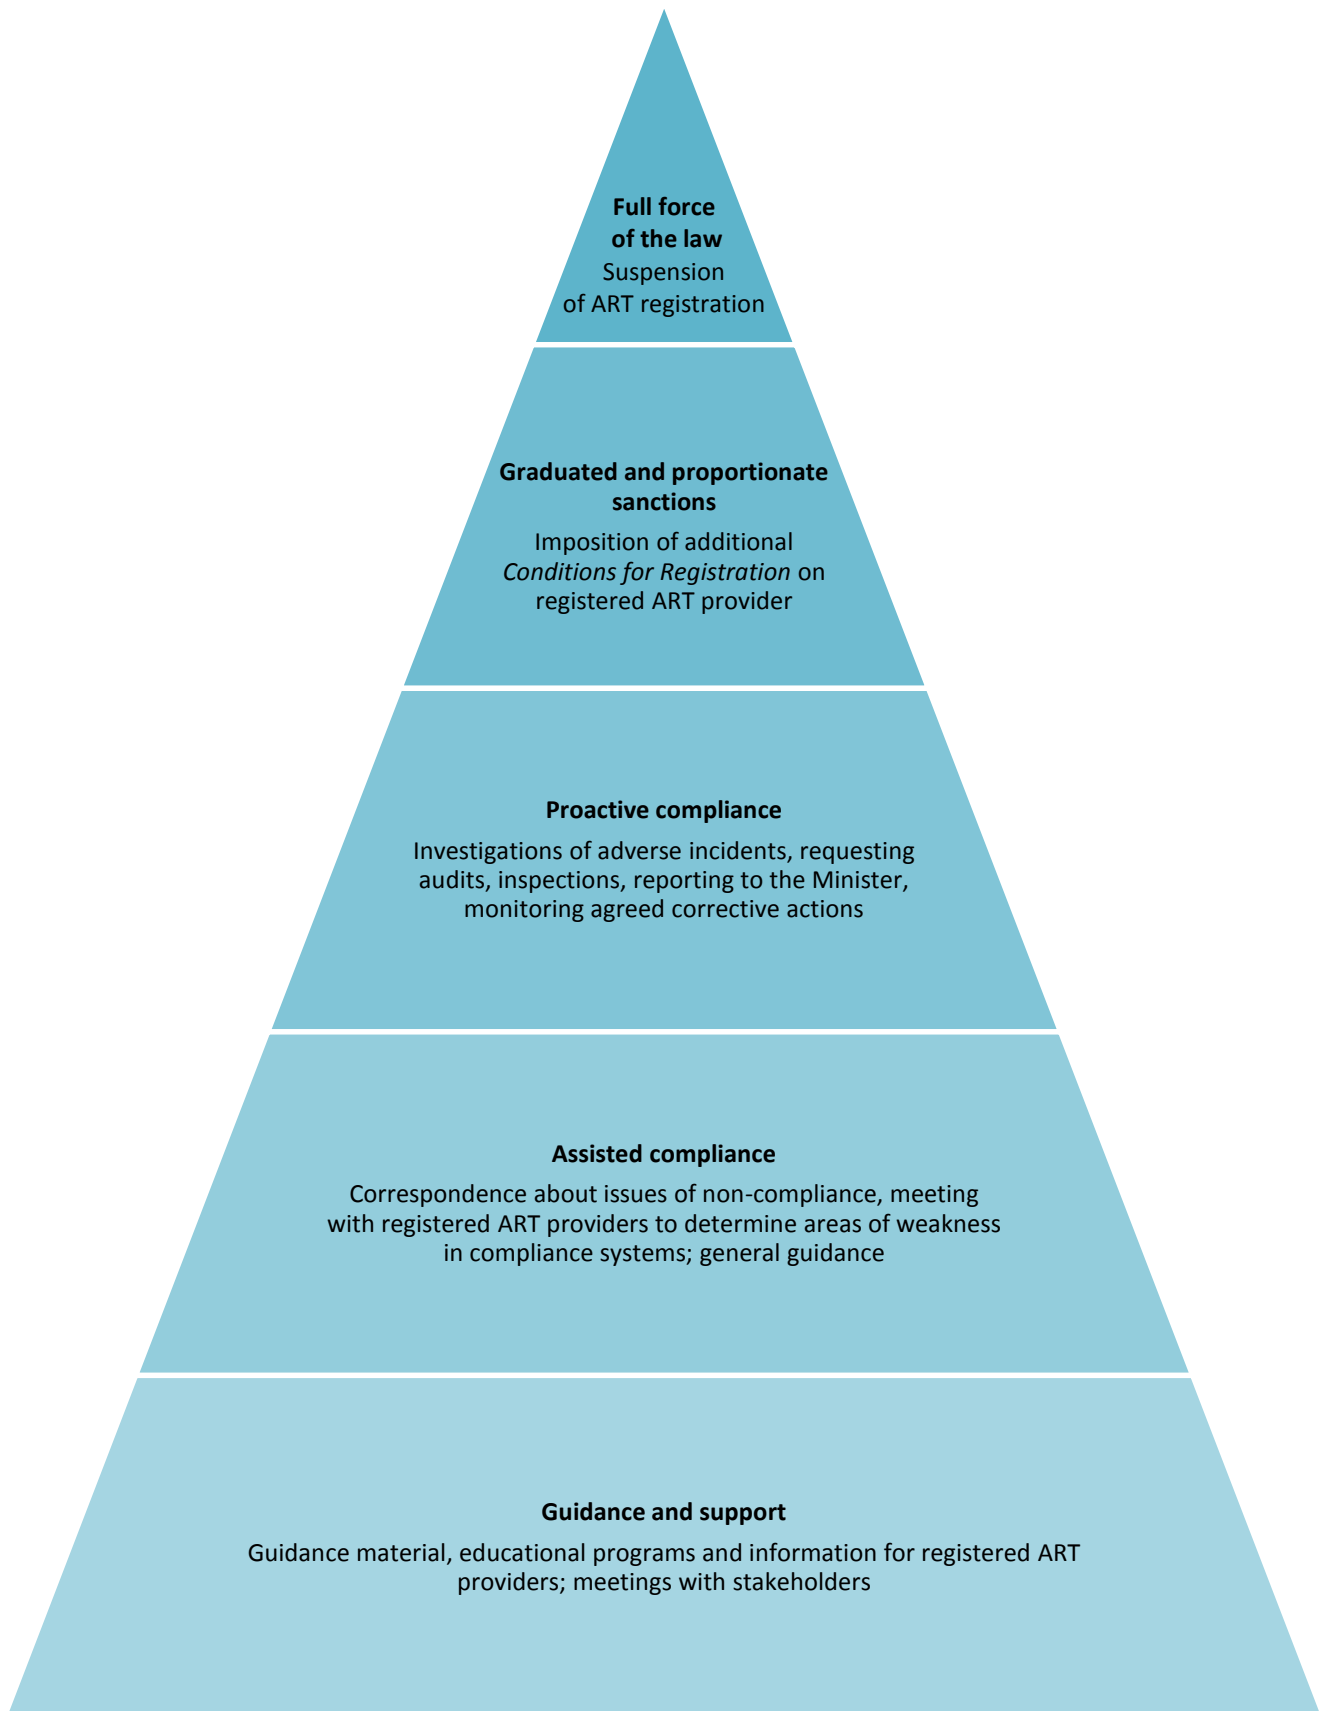 Full force
of the law
Suspension
of ART registration
Graduated and proportionate
sanctions
Imposition of additional
Conditions for Registration on
registered ART provider
Proactive compliance
Investigations of adverse incidents, requesting
audits, inspections, reporting to the Minister,
monitoring agreed corrective actions
Assisted compliance
Correspondence about issues of non-compliance, meeting
with registered ART providers to determine areas of weakness
in compliance systems; general guidance
Guidance and support
Guidance material, educational programs and information for registered ART
providers; meetings with stakeholders